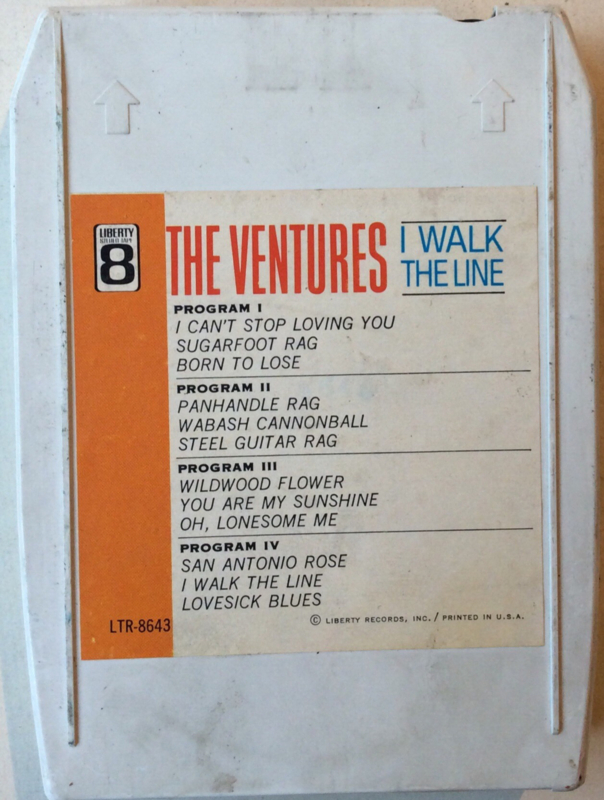 LIBERTY
STEREO TAPE
8
THE VENTURES
I WALK
THE LINE
PROGRAM I
I CAN'T STOP LOVING YOU
SUGARFOOT RAG
BORN TO LOSE
PROGRAM II
PANHANDLE RAG
WABASH CANNONBALL
STEEL GUITAR RAG
PROGRAM III
WILDWOOD FLOWER
YOU ARE MY SUNSHINE
OH, LONESOME ME
PROGRAM IV
SAN ANTONIO ROSE
I WALK THE LINE
LOVESICK BLUES
LTR-8643
© LIBERTY RECORDS, INC. / PRINTED IN U.S.A.